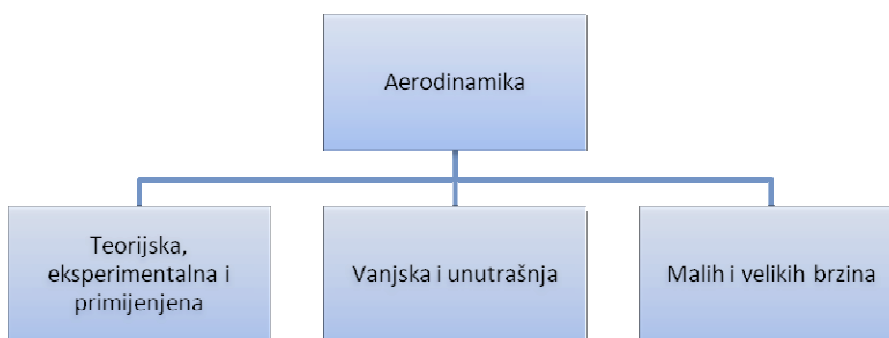 Aerodinamika
Teorijska,
eksperimentalna i
primijenjena
Vanjska i unutrašnja
Malih i velikih brzina